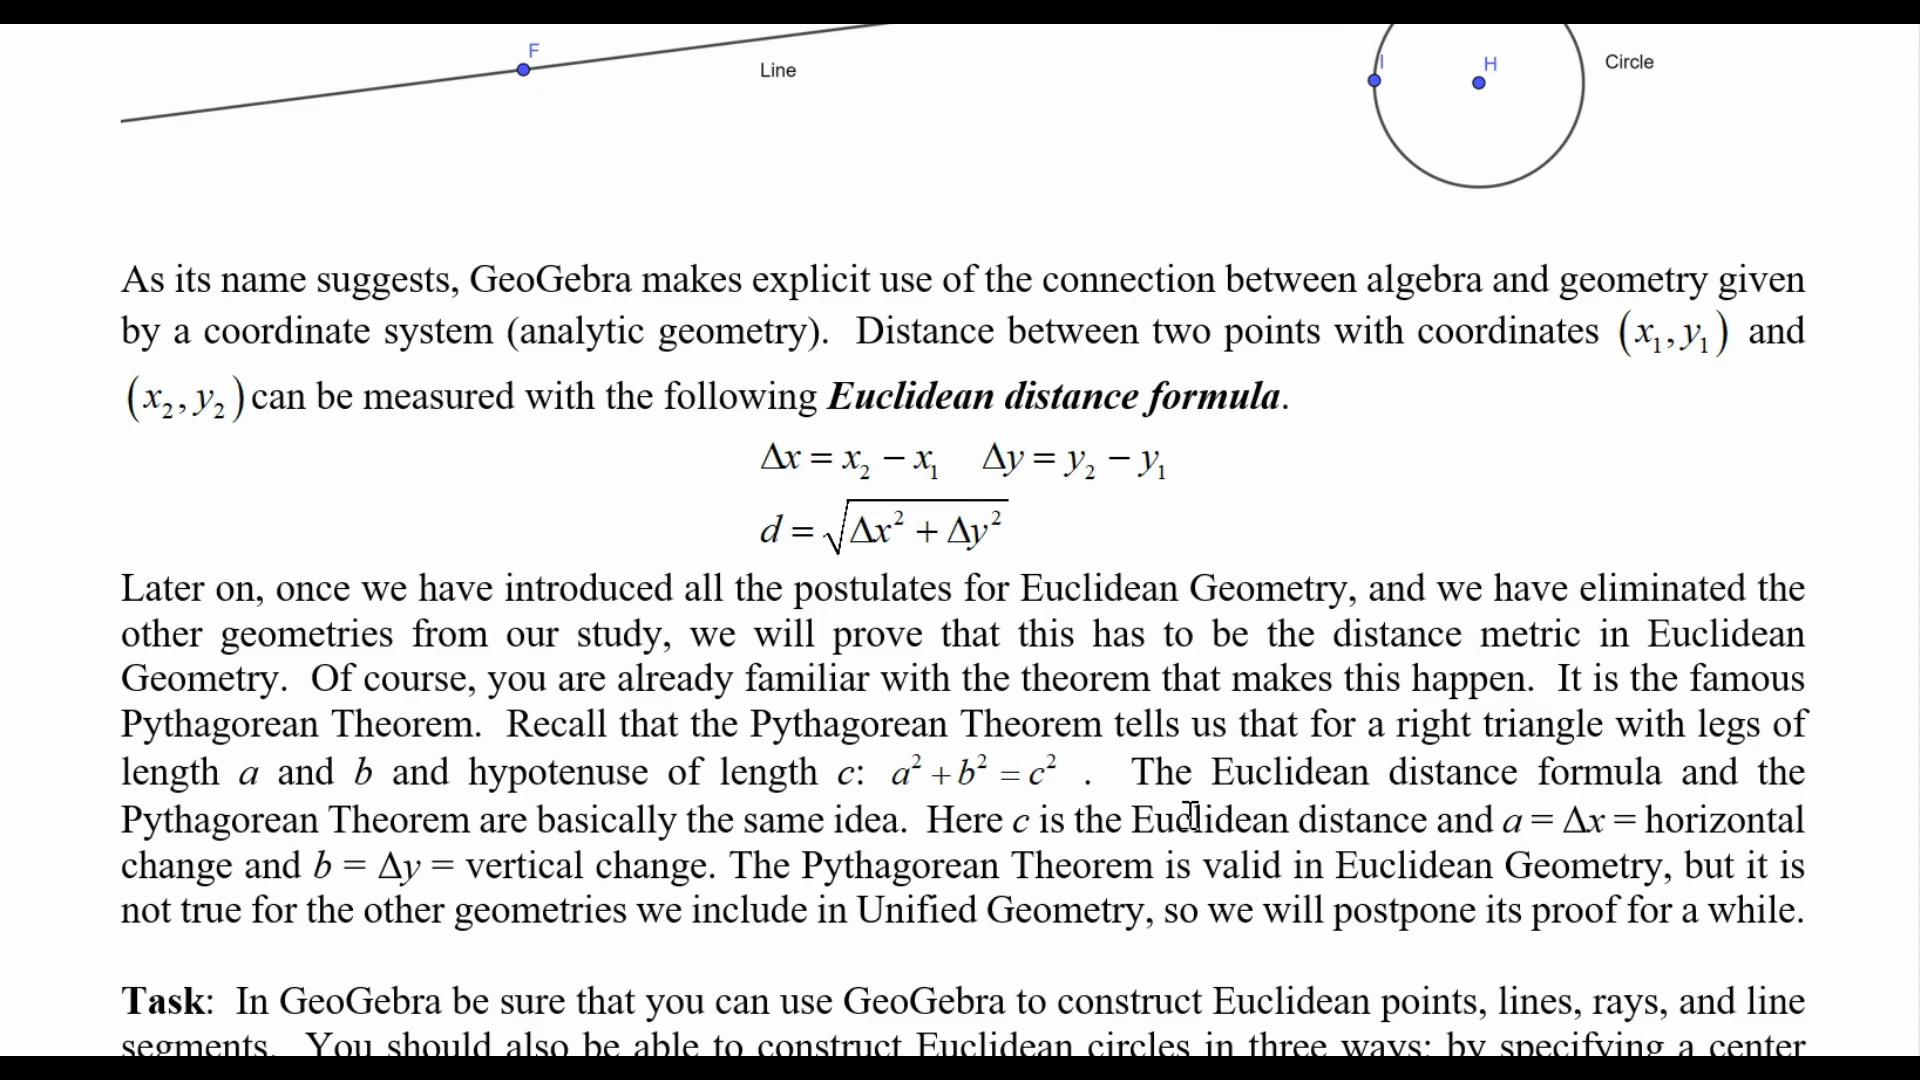 F
Line
I
H
Circle
As its name suggests, GeoGebra makes explicit use of the connection between algebra and geometry given
by a coordinate system (analytic geometry). Distance between two points with coordinates (x₁, y₁) and
(x₂, y₂) can be measured with the following Euclidean distance formula.
Δx = x₂ − x₁ Δy = y₂ − y₁
d = √(Δx² + Δy²)
Later on, once we have introduced all the postulates for Euclidean Geometry, and we have eliminated the
other geometries from our study, we will prove that this has to be the distance metric in Euclidean
Geometry. Of course, you are already familiar with the theorem that makes this happen. It is the famous
Pythagorean Theorem. Recall that the Pythagorean Theorem tells us that for a right triangle with legs of
length a and b and hypotenuse of length c: a² + b² = c² . The Euclidean distance formula and the
Pythagorean Theorem are basically the same idea. Here c is the Euclidean distance and a = Δx = horizontal
change and b = Δy = vertical change. The Pythagorean Theorem is valid in Euclidean Geometry, but it is
not true for the other geometries we include in Unified Geometry, so we will postpone its proof for a while.
Task: In GeoGebra be sure that you can use GeoGebra to construct Euclidean points, lines, rays, and line
segments. You should also be able to construct Euclidean circles in three ways: by specifying a center